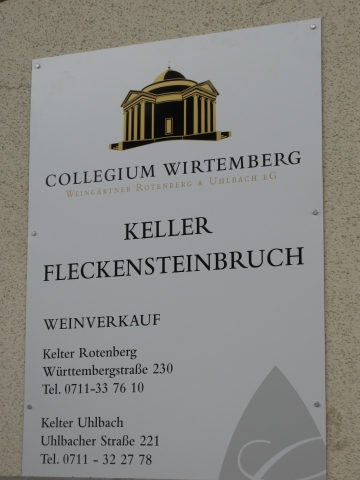 COLLEGIUM WIRTEMBERG
WEINGÄRTNER ROTENBERG & UHLBACH EG
KELLER
FLECKENSTEINBRUCH
WEINVERKAUF
Kelter Rotenberg
Württembergstraße 230
Tel. 0711-33 76 10
Kelter Uhlbach
Uhlbacher Straße 221
Tel. 0711 - 32 27 78